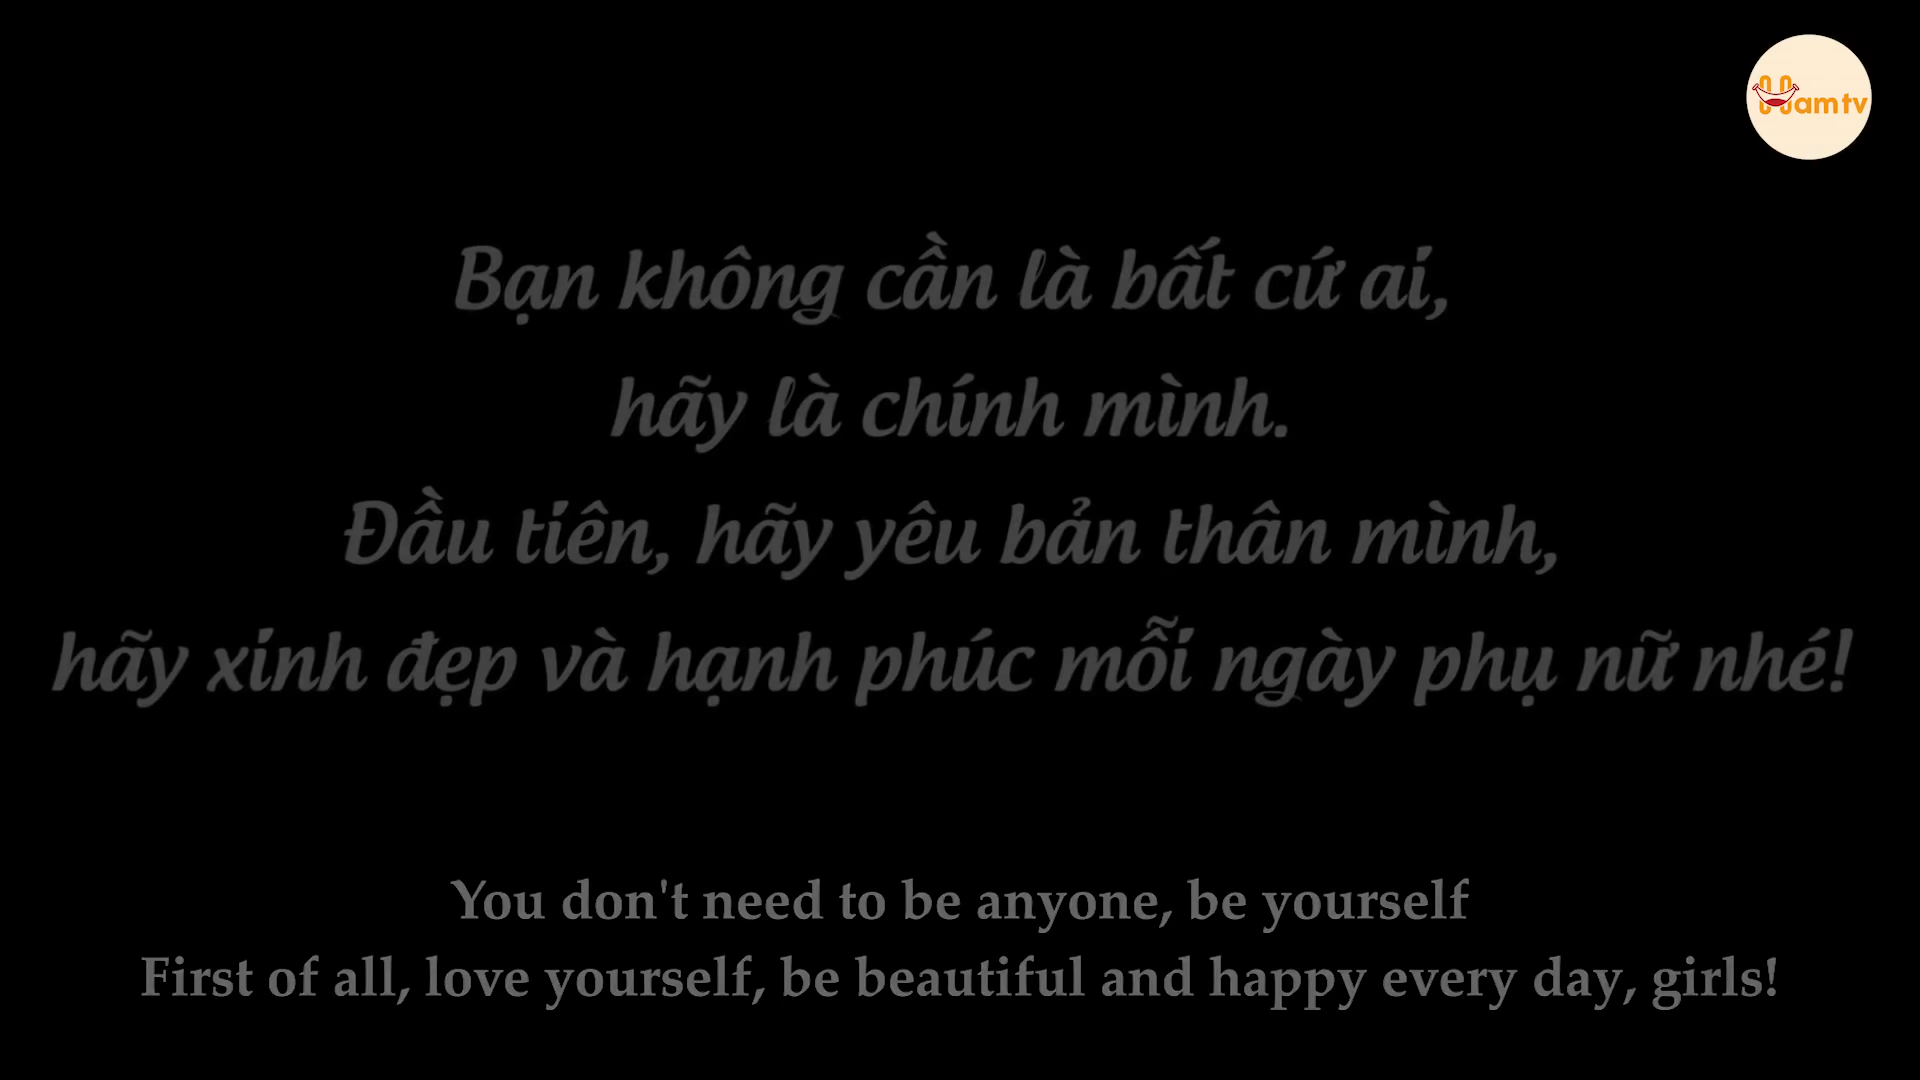 Hamtv
Bạn không cần là bất cứ ai,
hãy là chính mình.
Đầu tiên, hãy yêu bản thân mình,
hãy xinh đẹp và hạnh phúc mỗi ngày phụ nữ nhé!
You don't need to be anyone, be yourself
First of all, love yourself, be beautiful and happy every day, girls!